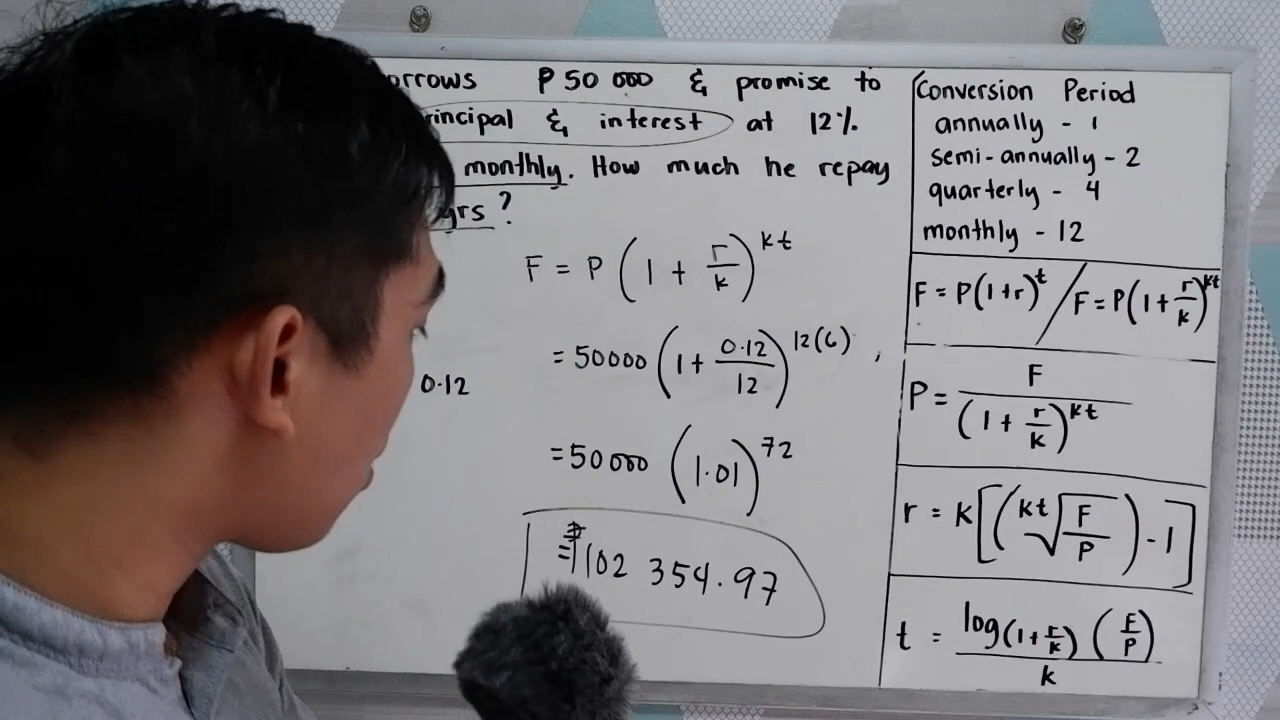 orrows ₱50 000 & promise to
rincipal & interest at 12%
monthly. How much he repay
yrs?
F = P (1 + r/k)^kt
= 50000 (1 + 0.12/12)^12(6) ,
0.12
= 50 000 (1.01)^72
= ₱102 354.97
Conversion Period
annually - 1
semi-annually - 2
quarterly - 4
monthly - 12
F = P(1+r)^t / F = P(1 + r/k)^kt
P = F/(1 + r/k)^kt
r = k[(kt√F/P) - 1]
t = log(1 + r/k) (F/P)/k